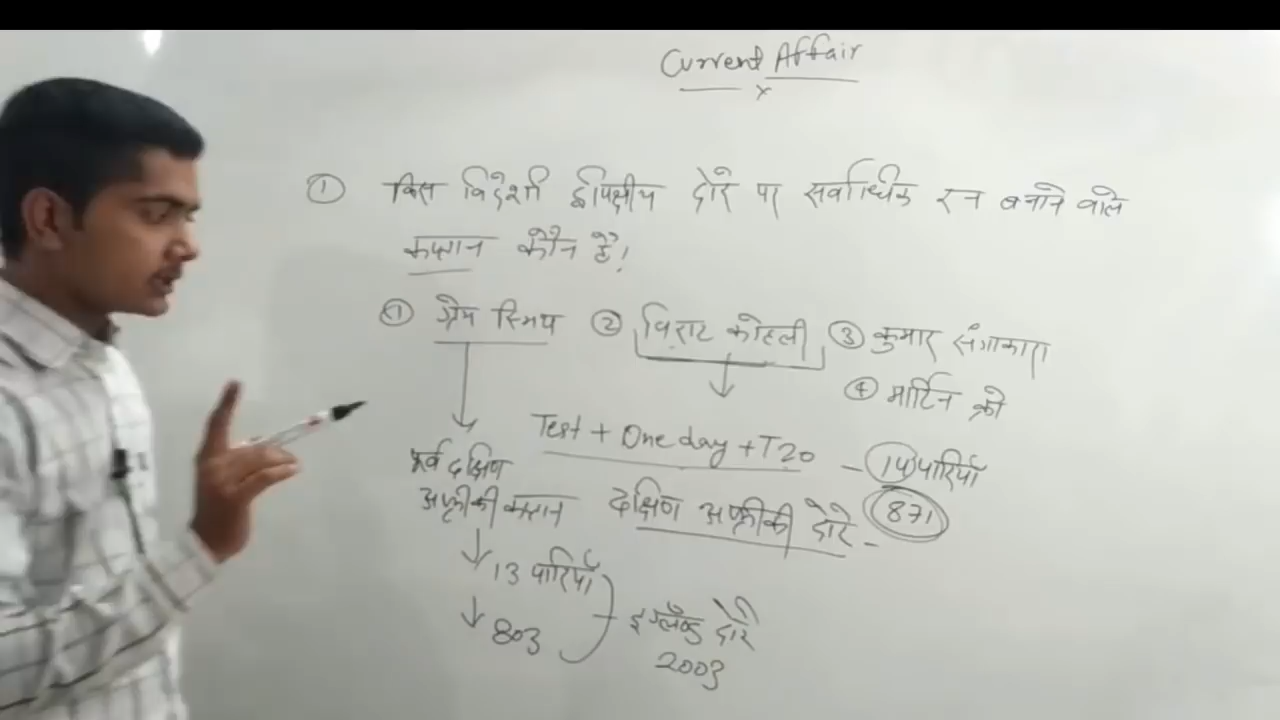 Current Affair
① किस विदेशी द्विपक्षीय दौरे पर सर्वाधिक रन बनाने वाले
कप्तान कौन है!
① ग्रेम स्मिथ ② विराट कोहली ③ कुमार संगाकारा
④ मार्टिन क्रो
Test + One day + T20 - 14 पारियाँ
पूर्व दक्षिण
अफ्रीकी कप्तान
दक्षिण अफ्रीकी दौरे - 871
13 पारियाँ
803
इंग्लैंड दौरे
2003